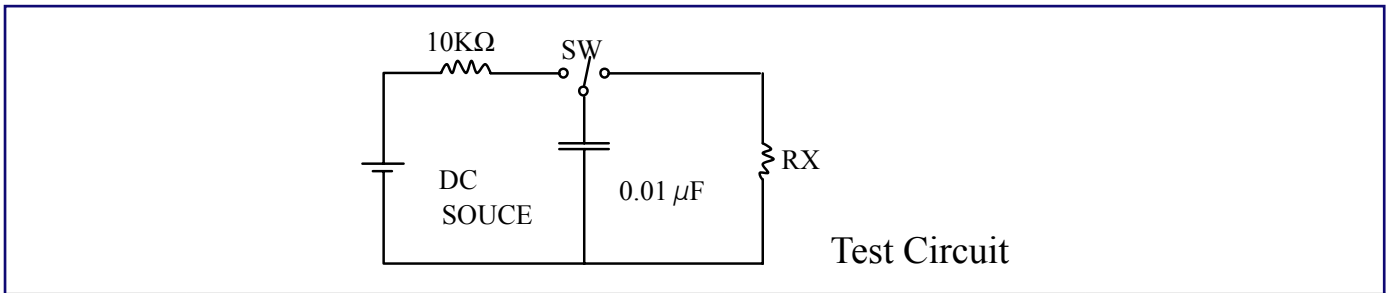 10KΩ
SW
DC
SOUCE
0.01 μF
RX
Test Circuit